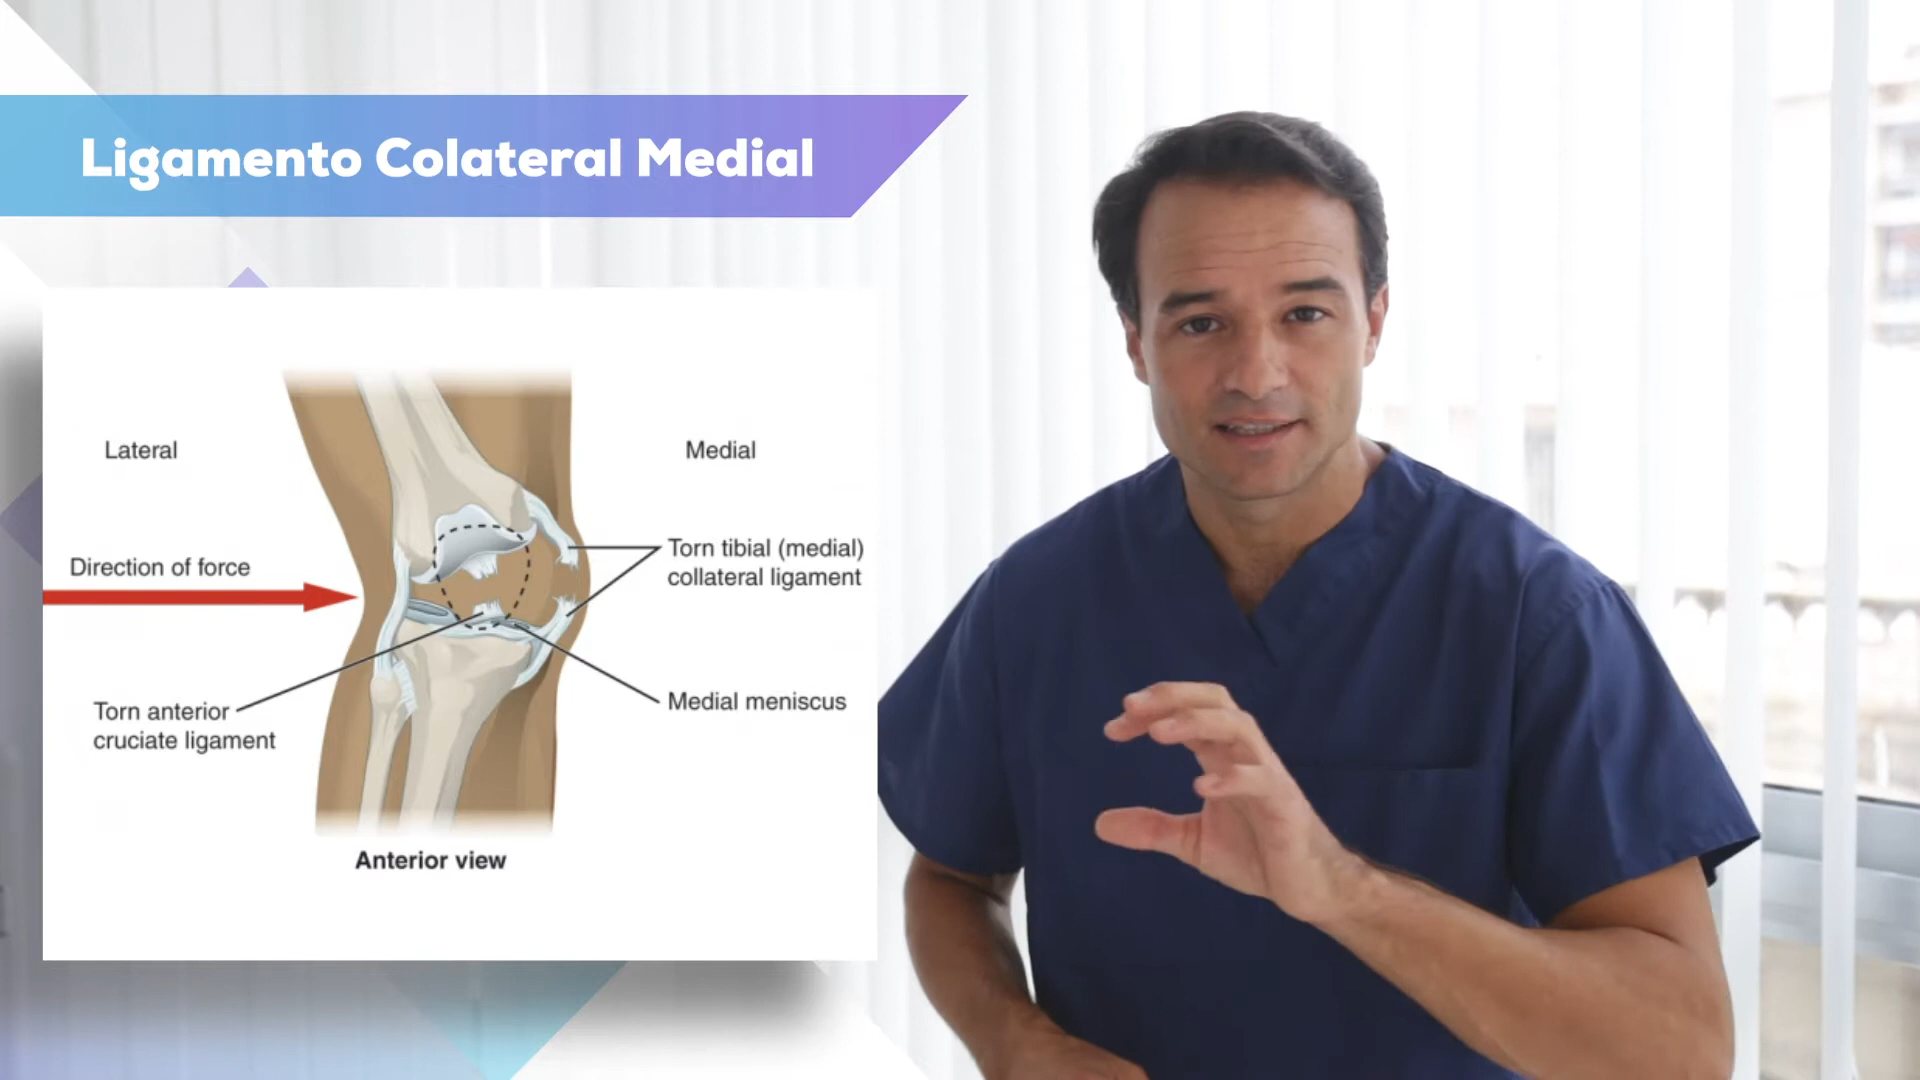 Ligamento Colateral Medial
Lateral
Medial
Direction of force
Torn tibial (medial)
collateral ligament
Torn anterior
cruciate ligament
Medial meniscus
Anterior view